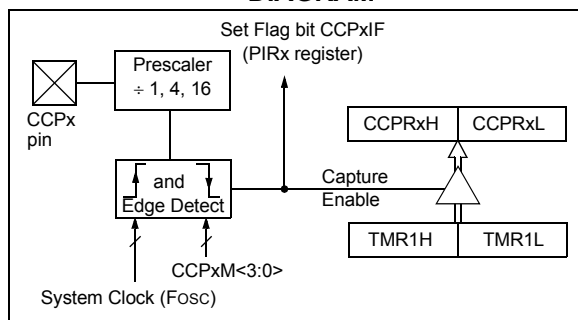 Set Flag bit CCPxIF
(PIRx register)
Prescaler
÷ 1, 4, 16
CCPx
pin
CCPRxH CCPRxL
and
Edge Detect
Capture
Enable
TMR1H TMR1L
CCPxM<3:0>
System Clock (FOSC)